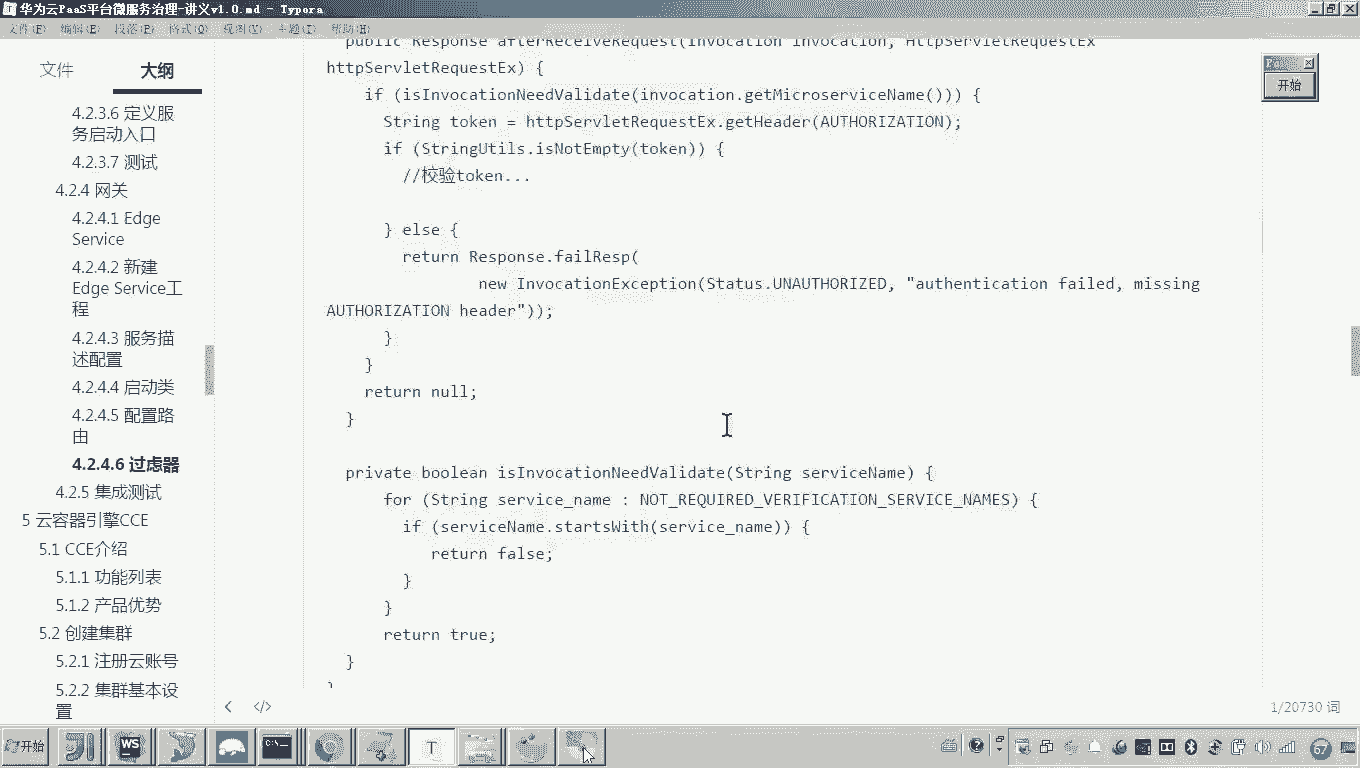 华为云PaaS平台微服务治理-讲义v1.0.md - Typora
文件(F) 编辑(E) 段落(P) 格式(O) 视图(V) 主题(T) 帮助(H)
文件 大纲
4.2.3.6 定义服
务启动入口
4.2.3.7 测试
4.2.4 网关
4.2.4.1 Edge
Service
4.2.4.2 新建
Edge Service工
程
4.2.4.3 服务描
述配置
4.2.4.4 启动类
4.2.4.5 配置路
由
4.2.4.6 过虑器
4.2.5 集成测试
5 云容器引擎CCE
5.1 CCE介绍
5.1.1 功能列表
5.1.2 产品优势
5.2 创建集群
5.2.1 注册云账号
5.2.2 集群基本设
置
public Response afterReceiveRequest(Invocation invocation, HttpServletRequestEx
httpServletRequestEx) {
if (isInvocationNeedValidate(invocation.getMicroserviceName())) {
String token = httpServletRequestEx.getHeader(AUTHORIZATION);
if (StringUtils.isNotEmpty(token)) {
//校验token...
} else {
return Response.failResp(
new InvocationException(Status.UNAUTHORIZED, "authentication failed, missing
AUTHORIZATION header"));
}
}
return null;
}
private boolean isInvocationNeedValidate(String serviceName) {
for (String service_name : NOT_REQUIRED_VERIFICATION_SERVICE_NAMES) {
if (serviceName.startsWith(service_name)) {
return false;
}
}
return true;
}
开始
1/20730 词
开始
WS
T
67